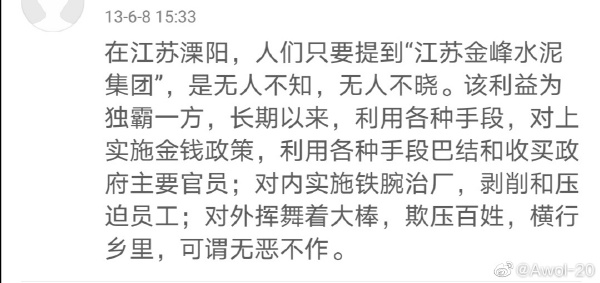 13-6-8 15:33
在江苏溧阳，人们只要提到“江苏金峰水泥
集团”，是无人不知，无人不晓。该利益为
独霸一方，长期以来，利用各种手段，对上
实施金钱政策，利用各种手段巴结和收买政
府主要官员；对内实施铁腕治厂，剥削和压
迫员工；对外挥舞着大棒，欺压百姓，横行
乡里，可谓无恶不作。
@Awol-20